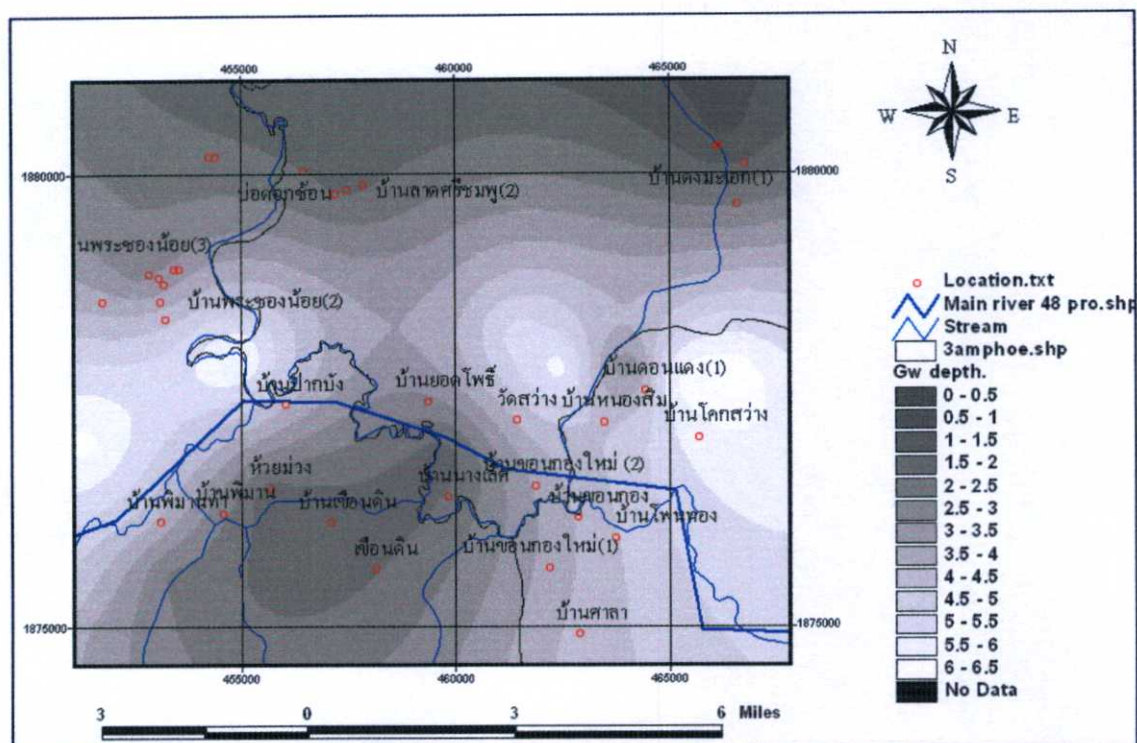 455000 460000 465000
N
W E
S
1880000 1880000
บ้านดงมะเอก(1)
บ้านลาดศรีชมพู(2)
นพระซองน้อย(3)
บ้านพระซองน้อย(2)
Location.txt
Main river 48 pro.shp
Stream
3amphoe.shp
Gw depth.
0 - 0.5
0.5 - 1
1 - 1.5
1.5 - 2
2 - 2.5
2.5 - 3
3 - 3.5
3.5 - 4
4 - 4.5
4.5 - 5
5 - 5.5
5.5 - 6
6 - 6.5
No Data
บ้านดอนแดง(1)
บ้านปากบัง
บ้านยอดโพธิ์
วัดสว่าง
บ้านหนองสิม
บ้านโคกสว่าง
ห้วยม่วง
บ้านนางเลิศ
บ้านขอนกองใหม่ (2)
บ้านพิมานท่า
บ้านพิมาน
บ้านเขื่อนดิน
บ้านขอนกอง
บ้านโพนทอง
เขื่อนดิน
บ้านขอนกองใหม่(1)
บ้านศาลา
1875000 1875000
455000 460000 465000
3 0 3 6 Miles